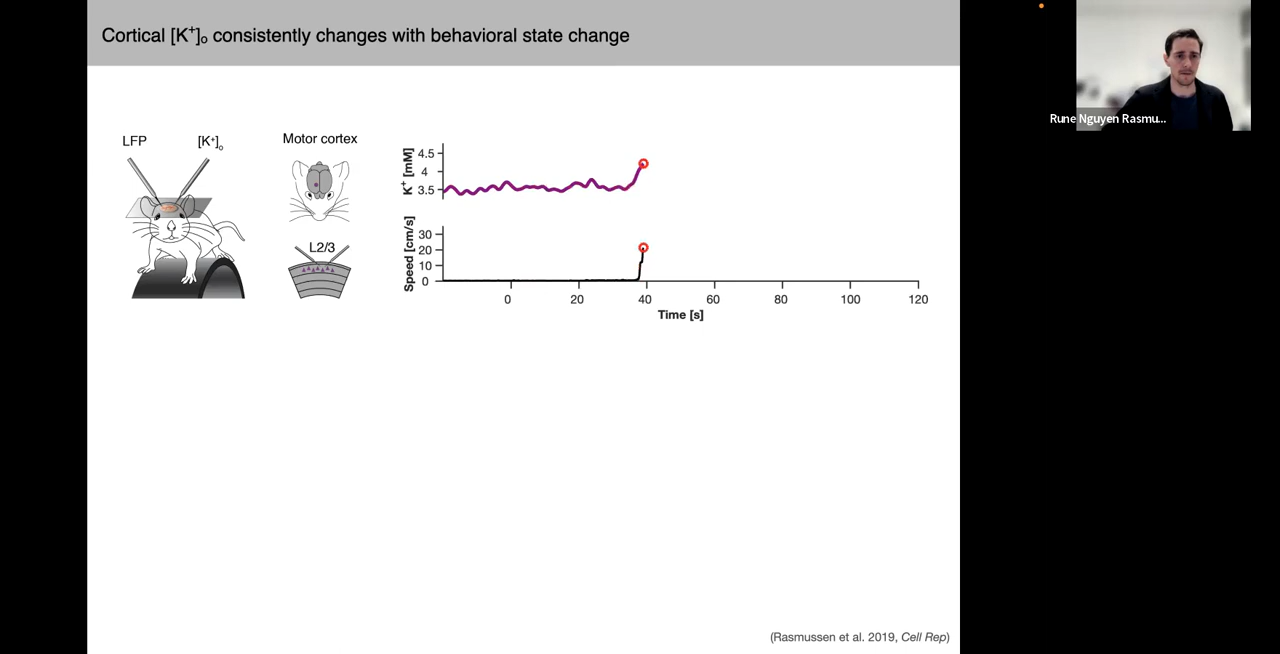 Cortical [K⁺]ₒ consistently changes with behavioral state change
Rune Nguyen Rasmu...
LFP
[K⁺]ₒ
Motor cortex
L2/3
K⁺ [mM]
4.5
4
3.5
Speed [cm/s]
30
20
10
0
0 20 40 60 80 100 120
Time [s]
(Rasmussen et al. 2019, Cell Rep)